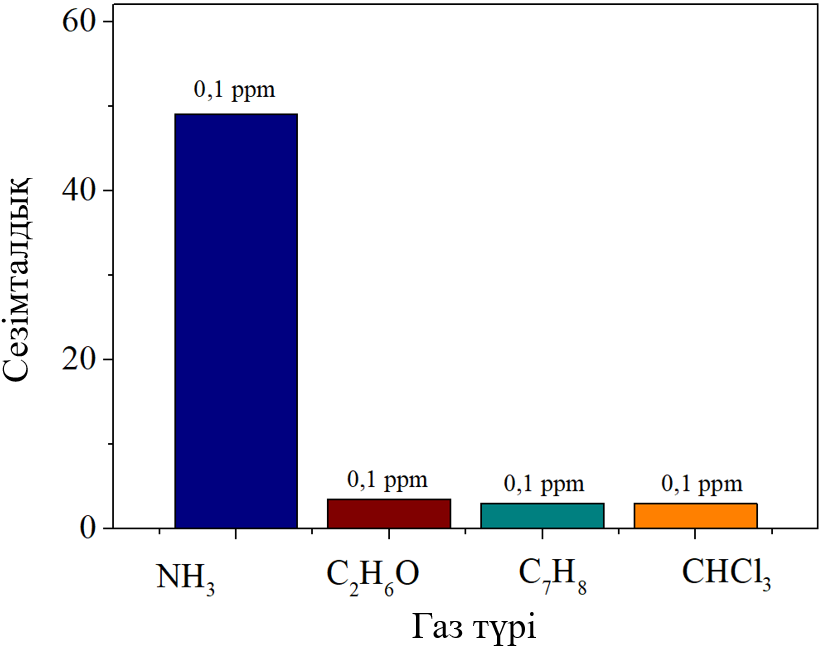 60
40
20
0
Сезімталдық
0,1 ppm
0,1 ppm
0,1 ppm
0,1 ppm
NH₃
C₂H₆O
C₇H₈
CHCl₃
Газ түрі